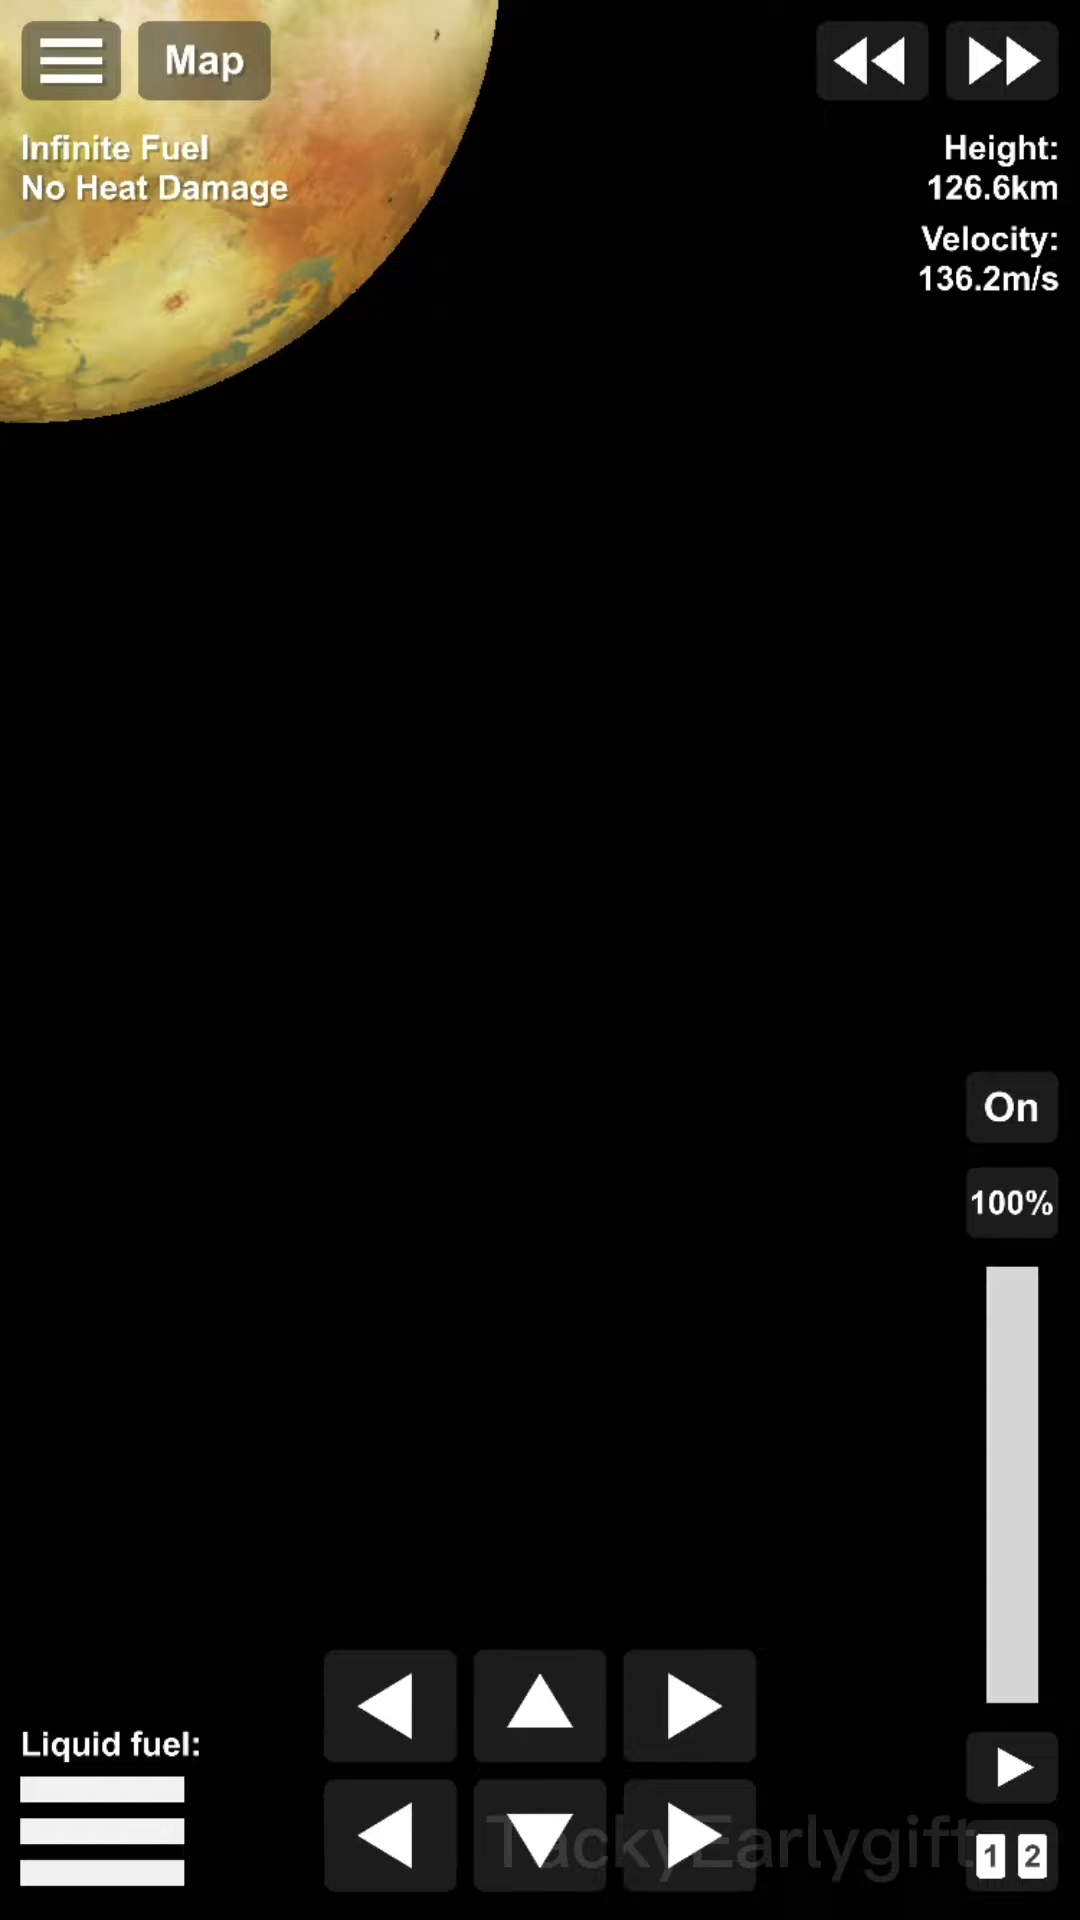 Map
Infinite Fuel
No Heat Damage
Height:
126.6km
Velocity:
136.2m/s
On
100%
Liquid fuel:
TackyEarlygift
1 2